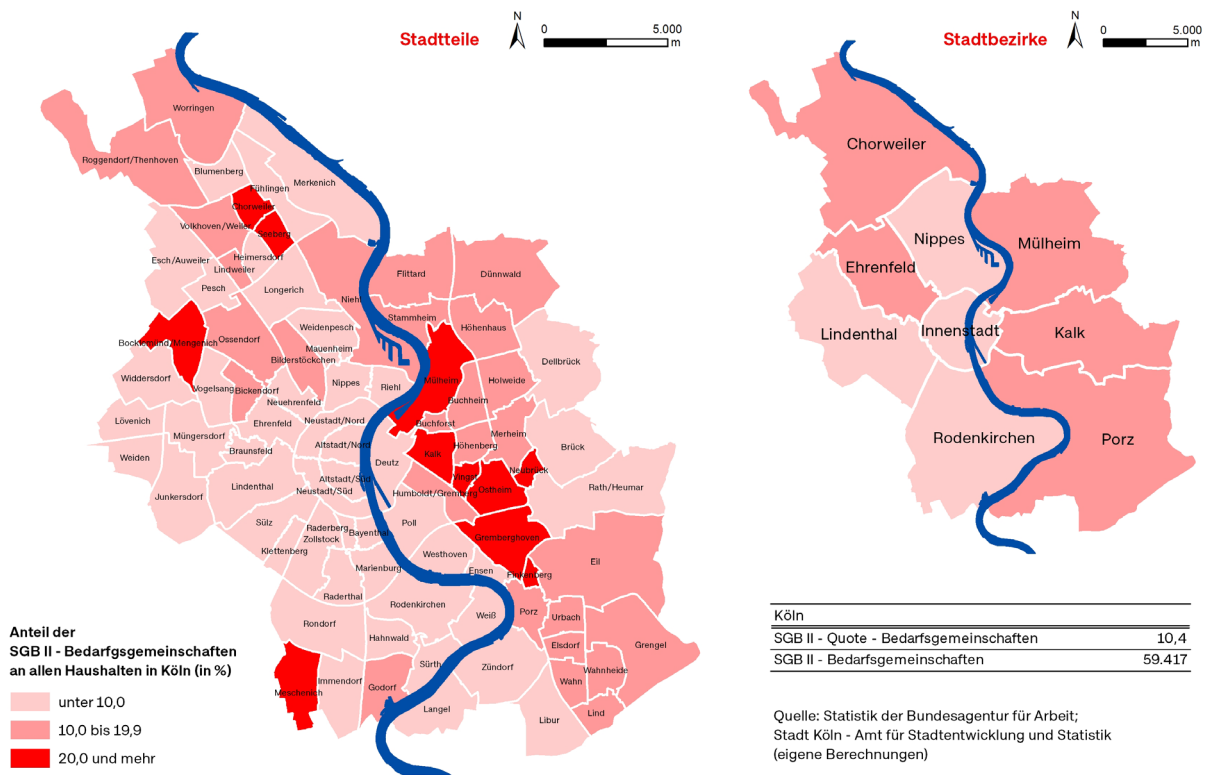 Stadtteile
N
0
5.000
m
Worringen
Roggendorf/Thenhoven
Blumenberg
Fühlingen
Merkenich
Chorweiler
Volkhoven/Weiler
Seeberg
Esch/Auweiler
Heimersdorf
Lindweiler
Pesch
Longerich
Niehl
Flittard
Dünnwald
Stammheim
Höhenhaus
Weidenpesch
Bocklemünd/Mengenich
Ossendorf
Mauenheim
Bilderstöckchen
Dellbrück
Widdersdorf
Vogelsang
Bickendorf
Nippes
Riehl
Mülheim
Holweide
Neuehrenfeld
Buchheim
Lövenich
Ehrenfeld
Neustadt/Nord
Buchforst
Müngersdorf
Merheim
Weiden
Braunsfeld
Altstadt/Nord
Kalk
Höhenberg
Brück
Deutz
Neubrück
Junkersdorf
Lindenthal
Altstadt/Süd
Neustadt/Süd
Vingst
Humboldt/Gremberg
Ostheim
Rath/Heumar
Sülz
Raderberg
Zollstock
Bayenthal
Poll
Gremberghoven
Klettenberg
Marienburg
Westhoven
Ensen
Finkenberg
Eil
Raderthal
Rodenkirchen
Weiß
Porz
Urbach
Rondorf
Hahnwald
Elsdorf
Grengel
Sürth
Zündorf
Wahnheide
Wahn
Meschenich
Immendorf
Godorf
Langel
Libur
Lind
Anteil der
SGB II - Bedarfgsgemeinschaften
an allen Haushalten in Köln (in %)
unter 10,0
10,0 bis 19,9
20,0 und mehr
Stadtbezirke
N
0
5.000
m
Chorweiler
Nippes
Mülheim
Ehrenfeld
Lindenthal
Innenstadt
Kalk
Rodenkirchen
Porz
Köln
SGB II - Quote - Bedarfsgemeinschaften 10,4
SGB II - Bedarfsgemeinschaften 59.417
Quelle: Statistik der Bundesagentur für Arbeit;
Stadt Köln - Amt für Stadtentwicklung und Statistik
(eigene Berechnungen)